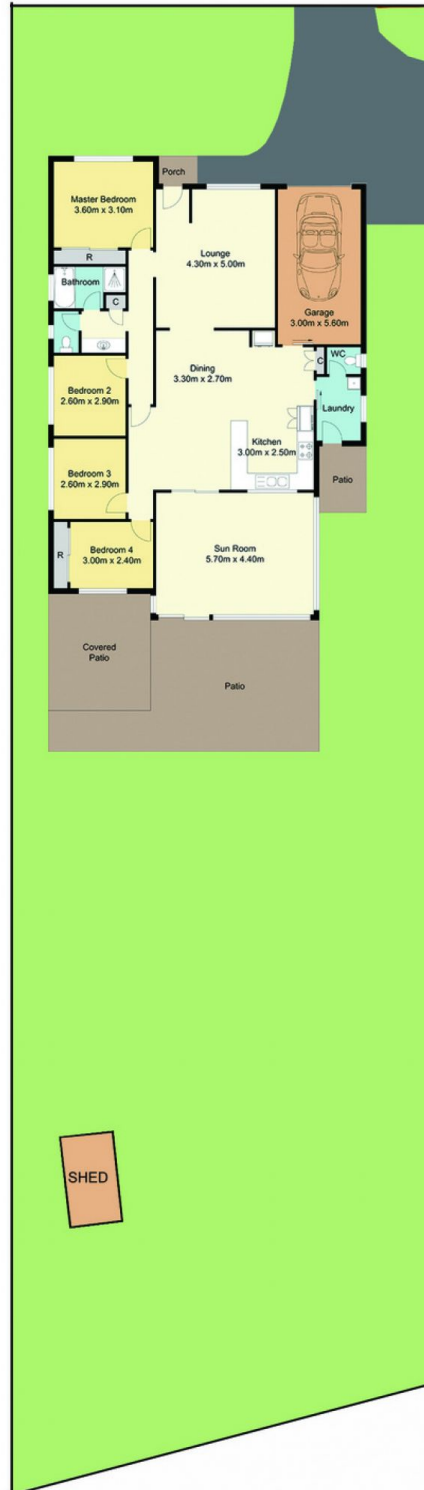 Porch
Master Bedroom
3.60m x 3.10m
R
Bathroom
C
Lounge
4.30m x 5.00m
Garage
3.00m x 5.60m
Dining
3.30m x 2.70m
C
WC
Laundry
Bedroom 2
2.60m x 2.90m
Kitchen
3.00m x 2.50m
Bedroom 3
2.60m x 2.90m
Patio
R
Bedroom 4
3.00m x 2.40m
Sun Room
5.70m x 4.40m
Covered
Patio
Patio
SHED